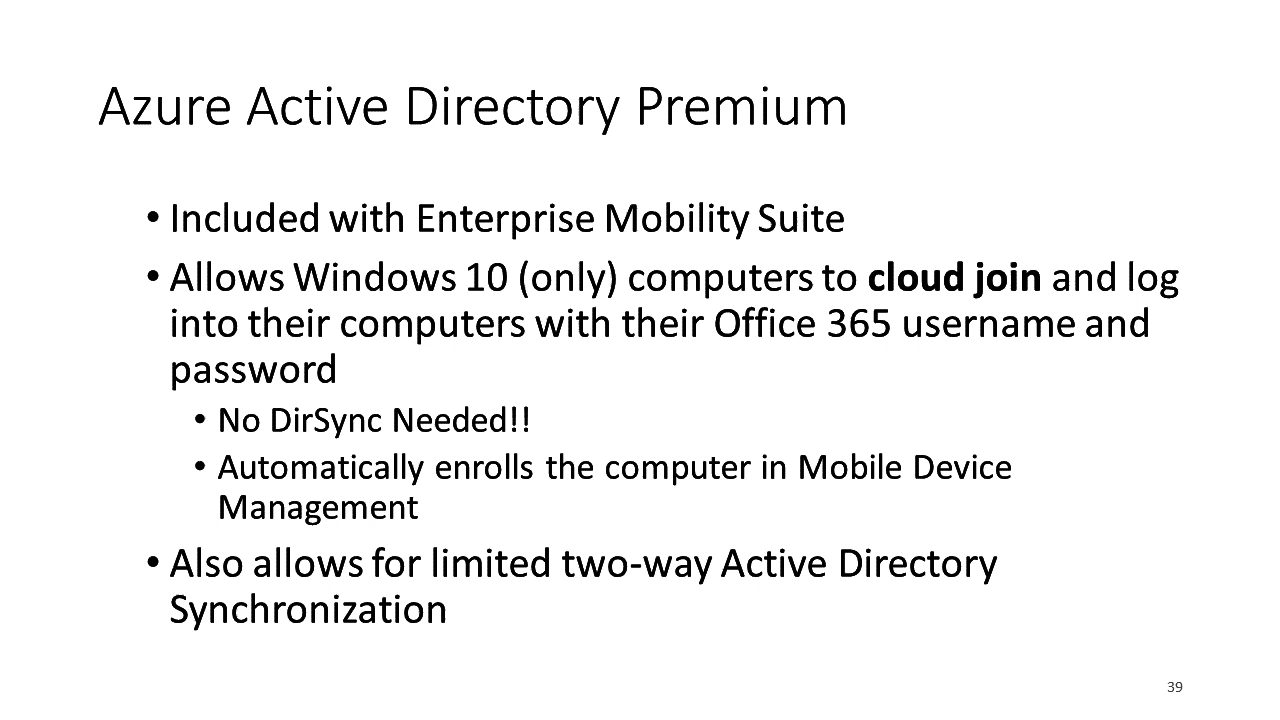 Azure Active Directory Premium
• Included with Enterprise Mobility Suite
• Allows Windows 10 (only) computers to cloud join and log
into their computers with their Office 365 username and
password
• No DirSync Needed!!
• Automatically enrolls the computer in Mobile Device
Management
• Also allows for limited two-way Active Directory
Synchronization
39